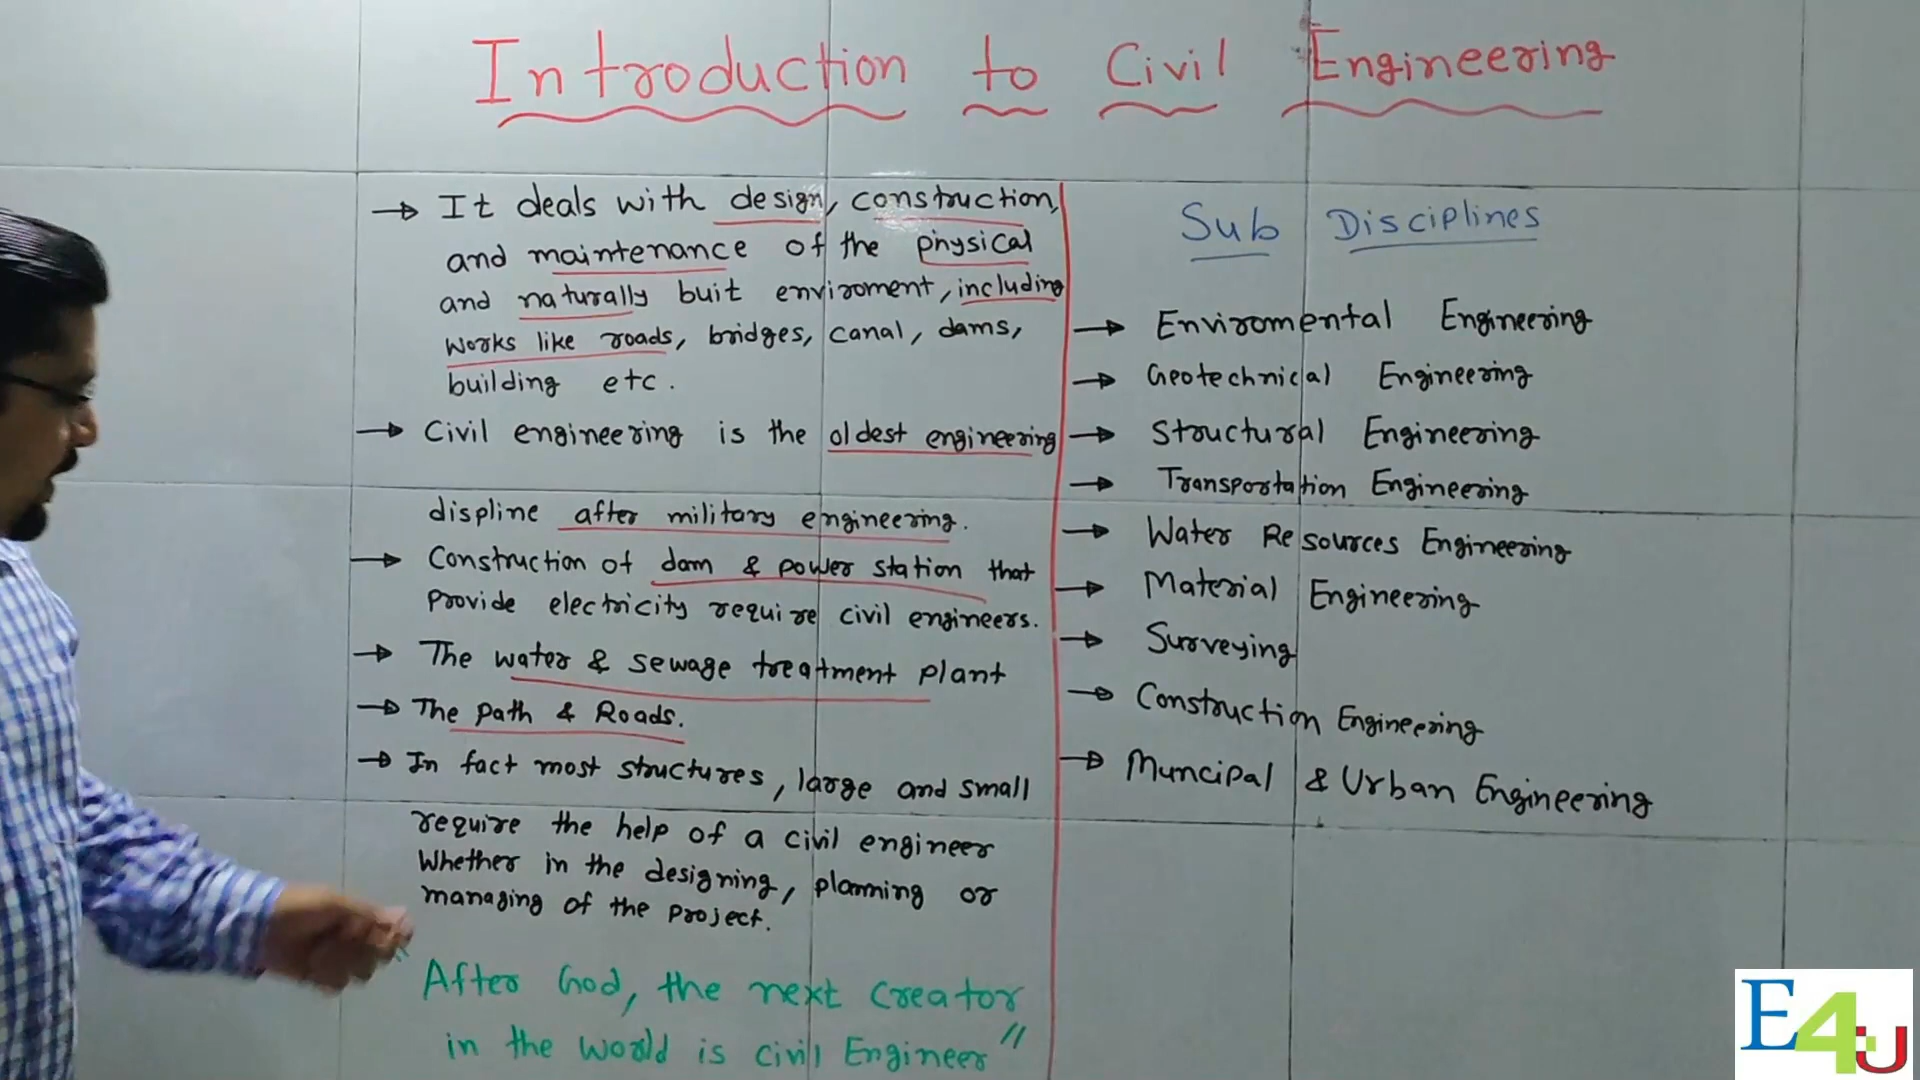 Introduction to Civil Engineering
→ It deals with design, construction,
and maintenance of the physical
and naturally buit enviroment, including
works like roads, bridges, canal, dams,
building etc.
→ Civil engineering is the oldest engineering
displine after military engineering.
→ Construction of dam & power station that
provide electricity require civil engineers.
→ The water & sewage treatment plant
→ The Path & Roads.
→ In fact most structures, large and small
require the help of a civil engineer
Whether in the designing, planning or
managing of the project.
" After God, the next creator
in the world is civil Engineer "
Sub Disciplines
→ Enviromental Engineering
→ Geotechnical Engineering
→ Structural Engineering
→ Transportation Engineering
→ Water Resources Engineering
→ Material Engineering
→ Surveying
→ Construction Engineering
→ Muncipal & Urban Engineering
E4U